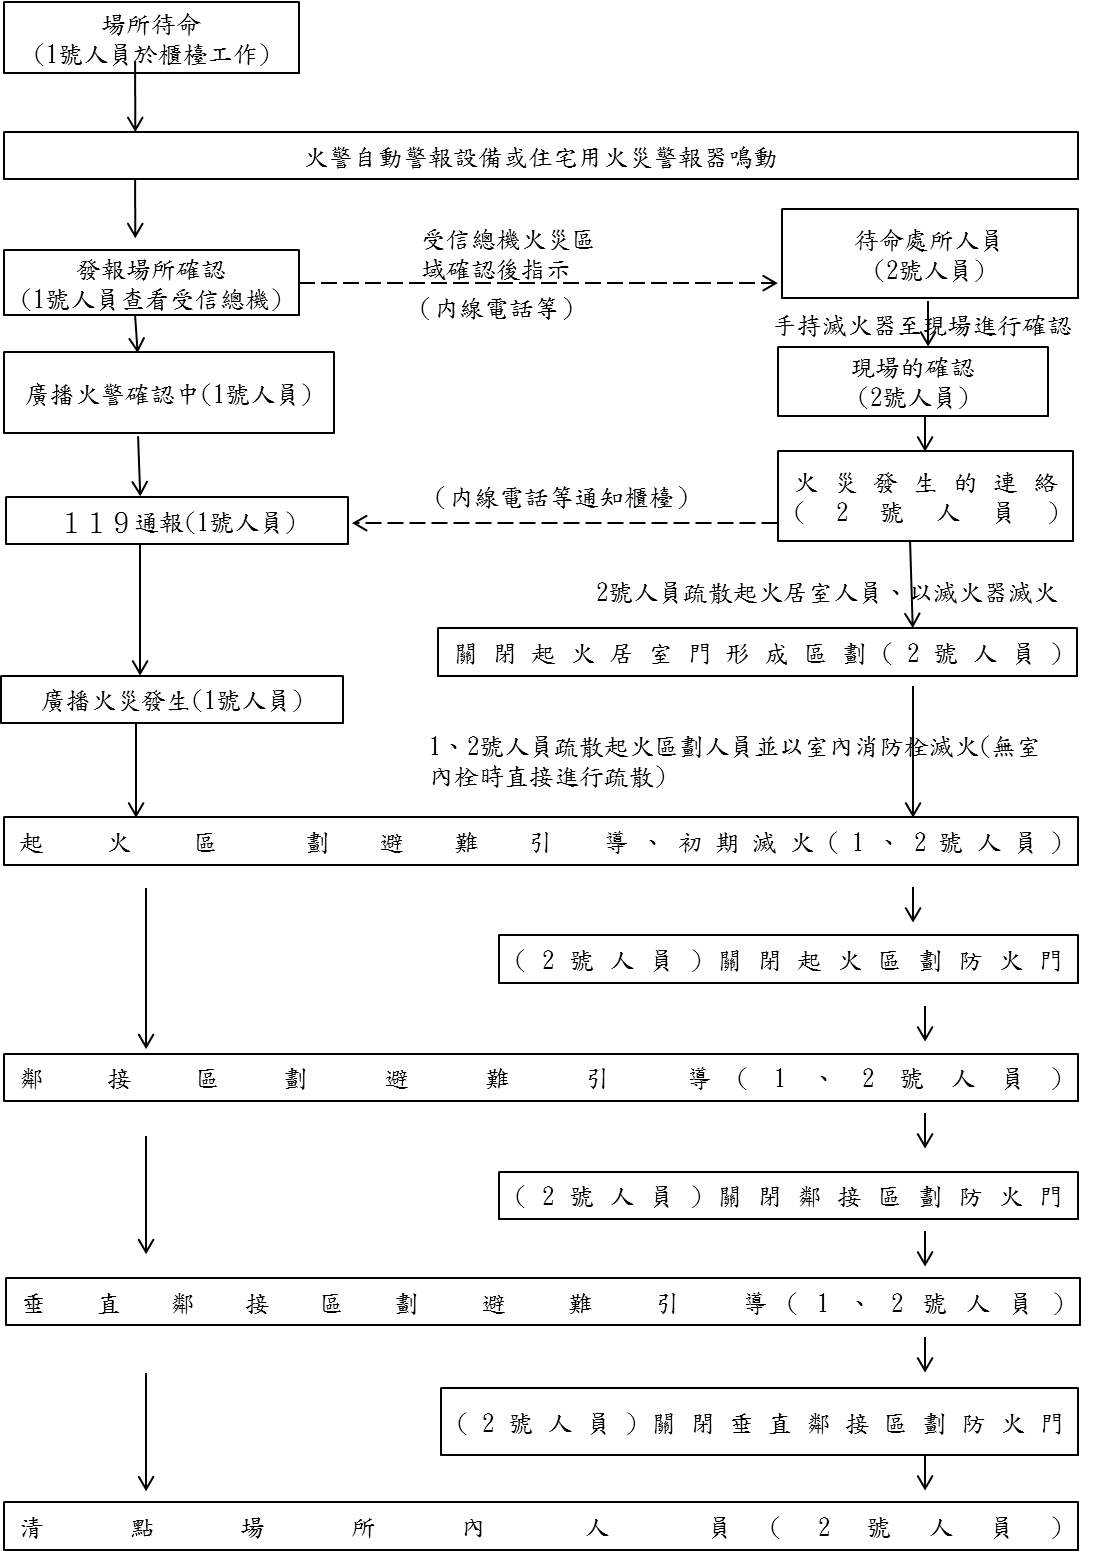 場所待命
(1號人員於櫃檯工作)
火警自動警報設備或住宅用火災警報器鳴動
發報場所確認
(1號人員查看受信總機)
受信總機火災區
域確認後指示
(內線電話等)
待命處所人員
(2號人員)
手持滅火器至現場進行確認
現場的確認
(2號人員)
廣播火警確認中(1號人員)
火災發生的連絡
(2號人員)
(內線電話等通知櫃檯)
１１９通報(1號人員)
2號人員疏散起火居室人員、以滅火器滅火
關閉起火居室門形成區劃(2號人員)
廣播火災發生(1號人員)
1、2號人員疏散起火區劃人員並以室內消防栓滅火(無室
內栓時直接進行疏散)
起火區劃避難引導、初期滅火(1、2號人員)
(2號人員)關閉起火區劃防火門
鄰接區劃避難引導(1、2號人員)
(2號人員)關閉鄰接區劃防火門
垂直鄰接區劃避難引導(1、2號人員)
(2號人員)關閉垂直鄰接區劃防火門
清點場所內人員(2號人員)